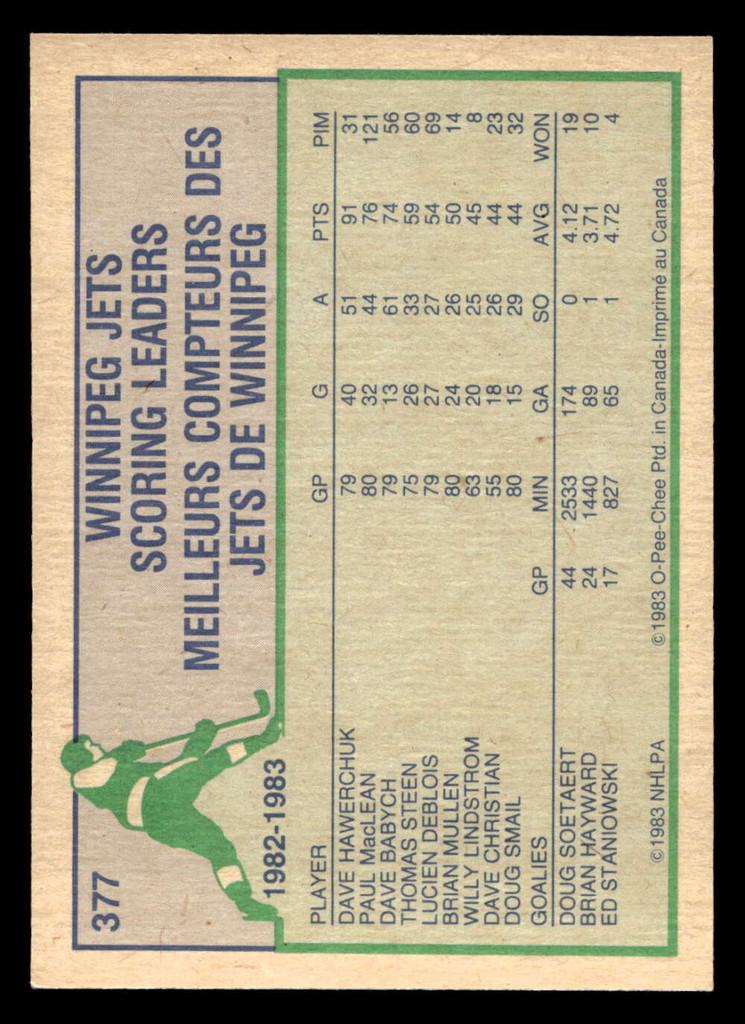 377
WINNIPEG JETS
SCORING LEADERS
MEILLEURS COMPTEURS DES
JETS DE WINNIPEG
1982-1983
PLAYER GP G A PTS PIM
DAVE HAWERCHUK 79 40 51 91 31
PAUL MacLEAN 80 32 44 76 121
DAVE BABYCH 79 13 61 74 56
THOMAS STEEN 75 26 33 59 60
LUCIEN DEBLOIS 79 27 27 54 69
BRIAN MULLEN 80 24 26 50 14
WILLY LINDSTROM 63 20 25 45 8
DAVE CHRISTIAN 55 18 26 44 23
DOUG SMAIL 80 15 29 44 32
GOALIES GP MIN GA SO AVG WON
DOUG SOETAERT 44 2533 174 0 4.12 19
BRIAN HAYWARD 24 1440 89 1 3.71 10
ED STANIOWSKI 17 827 65 1 4.72 4
©1983 NHLPA ©1983 O-Pee-Chee Ptd. in Canada-Imprimé au Canada